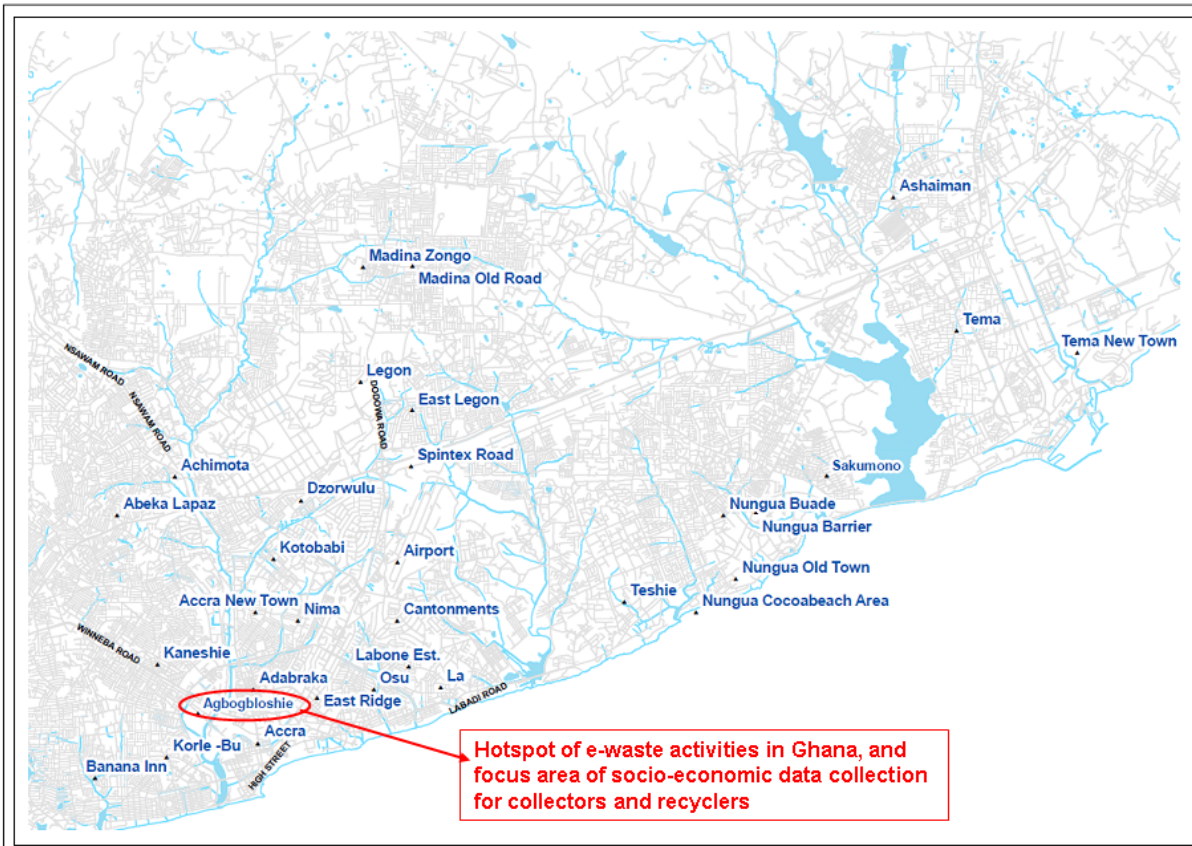 Ashaiman
Madina Zongo
Madina Old Road
Tema
Tema New Town
NSAWAM ROAD
NSAWAM ROAD
Legon
DODOWA ROAD
East Legon
Spintex Road
Achimota
Sakumono
Dzorwulu
Abeka Lapaz
Nungua Buade
Nungua Barrier
Kotobabi
Airport
Nungua Old Town
Teshie
Nungua Cocoabeach Area
Accra New Town
Nima
Cantonments
WINNEBA ROAD
Kaneshie
Labone Est.
Adabraka
Osu
La
LABADI ROAD
Agbogbloshie
East Ridge
Accra
Korle -Bu
HIGH STREET
Banana Inn
Hotspot of e-waste activities in Ghana, and
focus area of socio-economic data collection
for collectors and recyclers